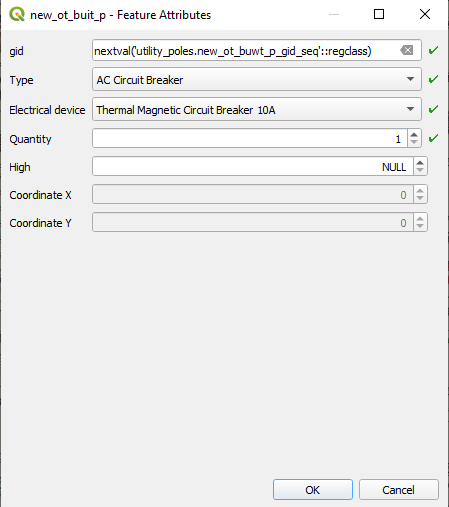 new_ot_buit_p - Feature Attributes
gid nextval('utility_poles.new_ot_buwt_p_gid_seq'::regclass)
Type AC Circuit Breaker
Electrical device Thermal Magnetic Circuit Breaker 10A
Quantity 1
High NULL
Coordinate X 0
Coordinate Y 0
OK Cancel